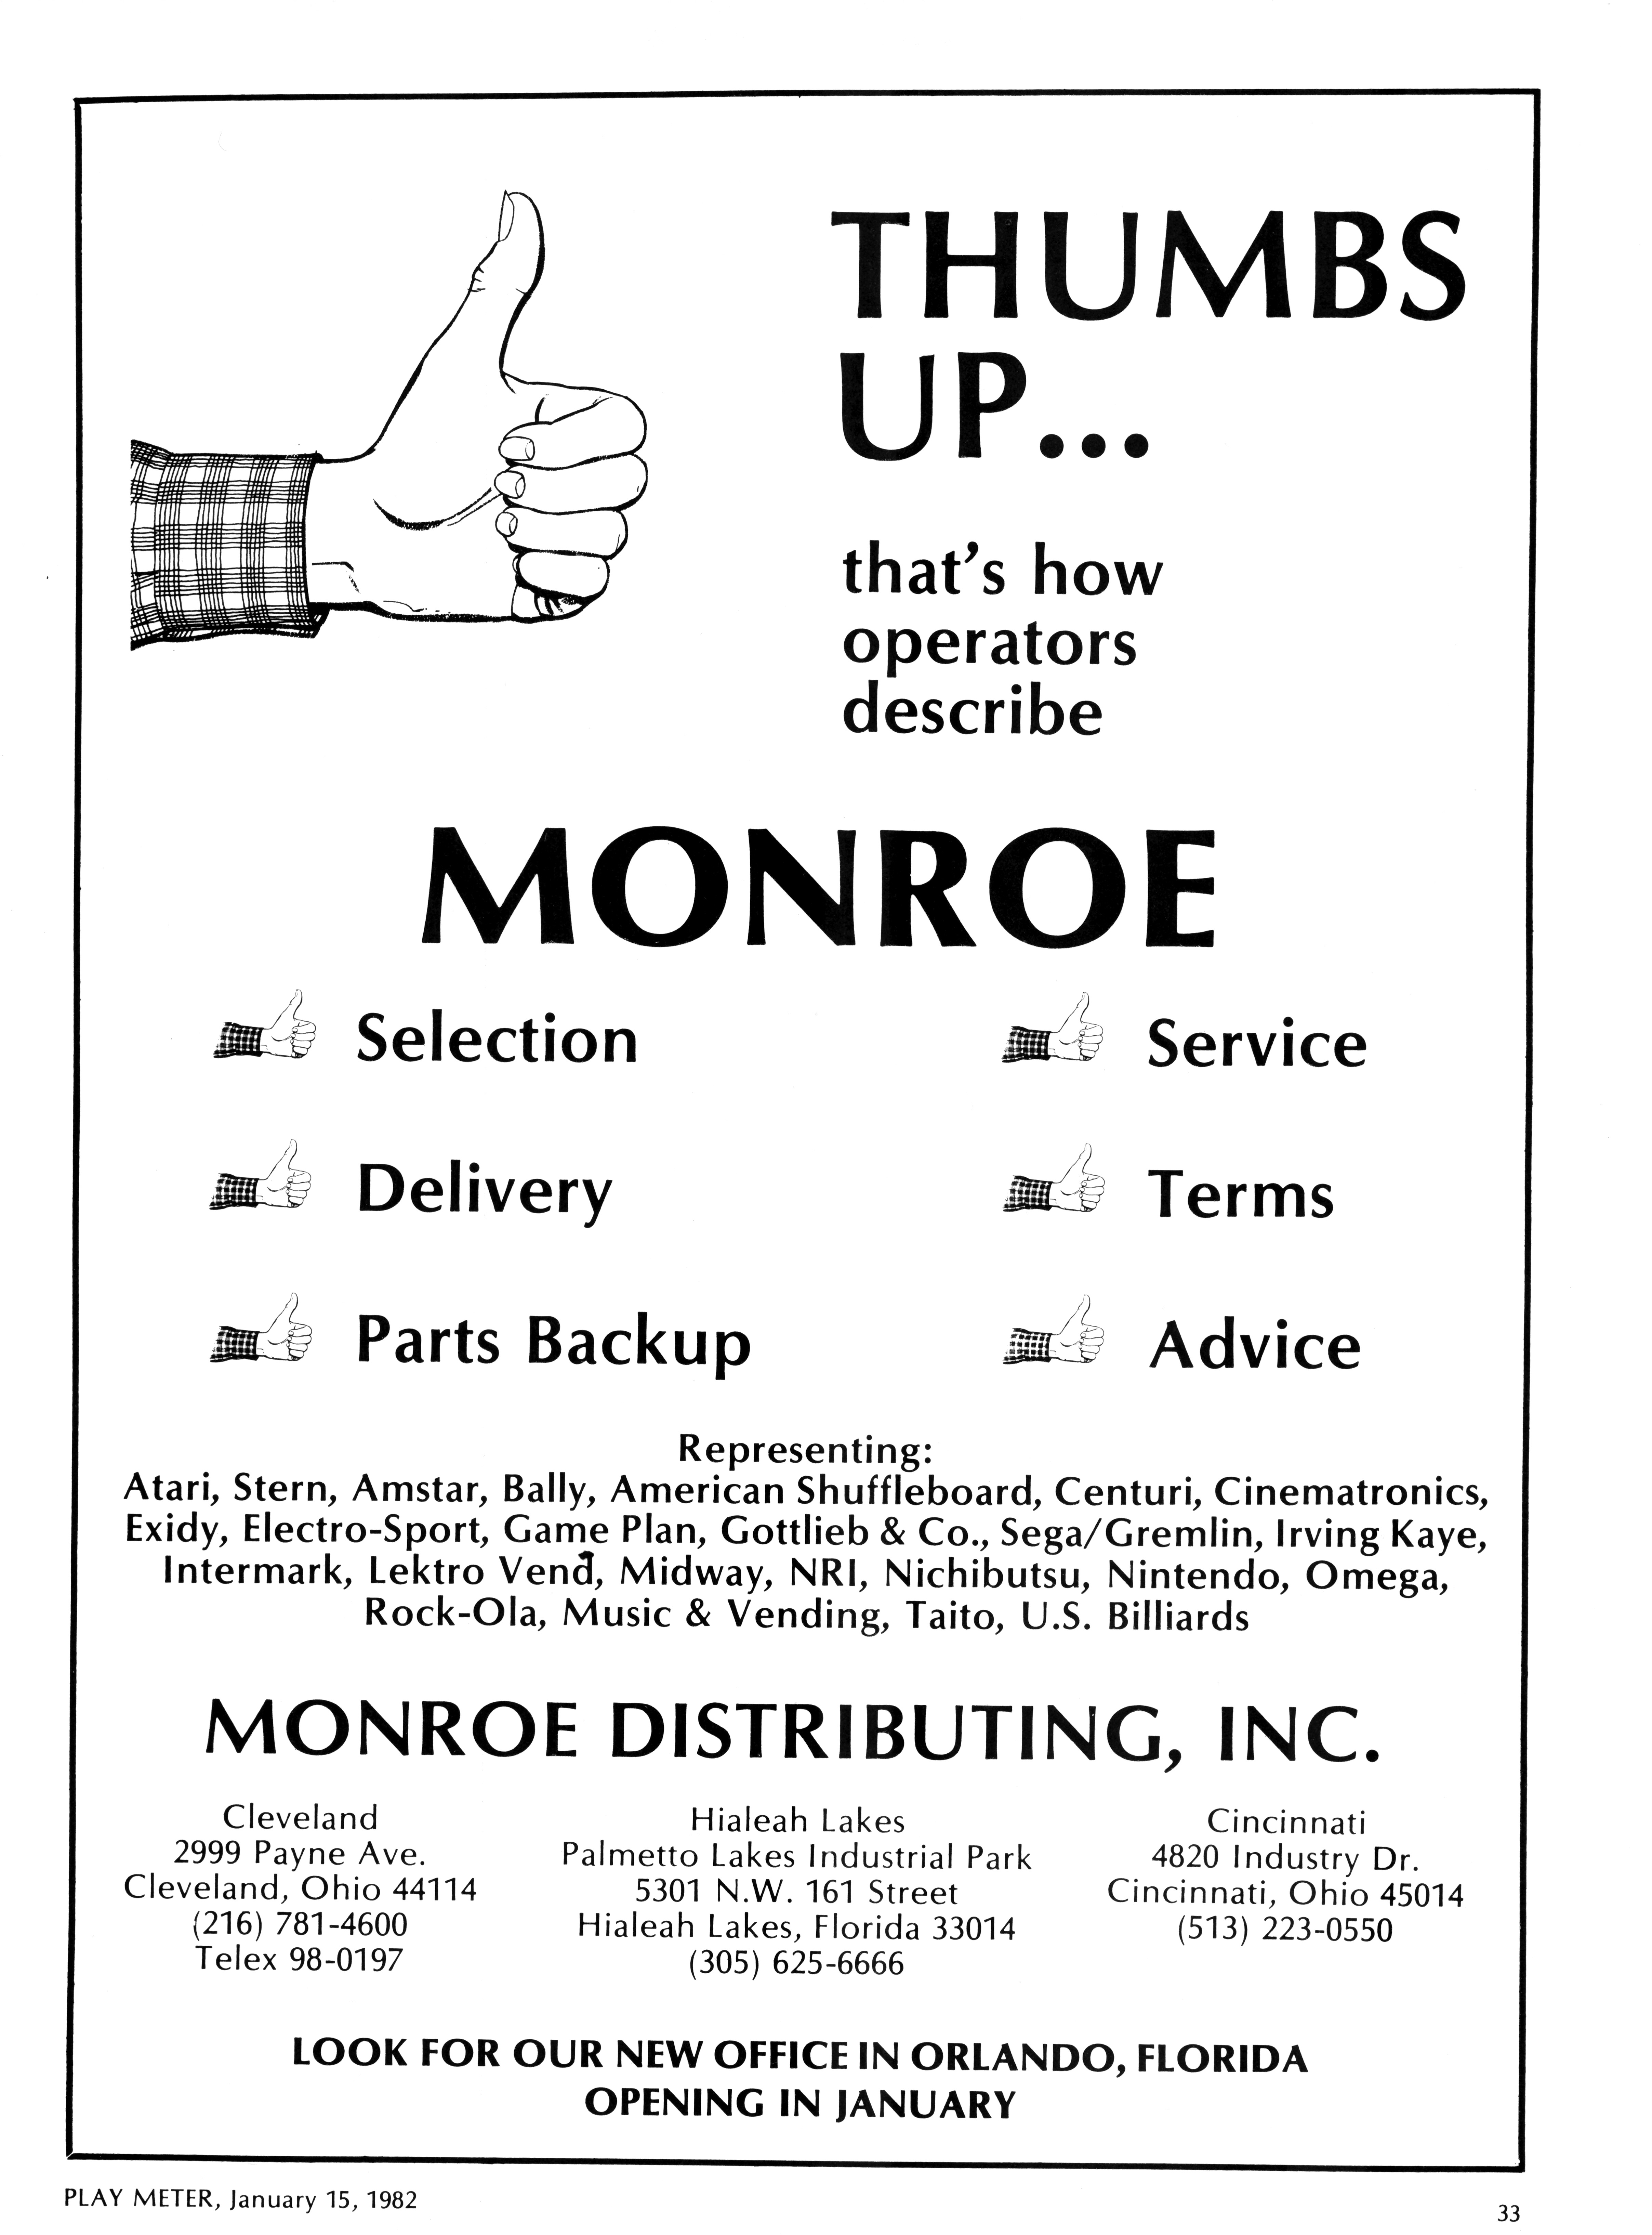 THUMBS
UP...
that's how
operators
describe
MONROE
Selection
Service
Delivery
Terms
Parts Backup
Advice
Representing:
Atari, Stern, Amstar, Bally, American Shuffleboard, Centuri, Cinematronics,
Exidy, Electro-Sport, Game Plan, Gottlieb & Co., Sega/Gremlin, Irving Kaye,
Intermark, Lektro Vend, Midway, NRI, Nichibutsu, Nintendo, Omega,
Rock-Ola, Music & Vending, Taito, U.S. Billiards
MONROE DISTRIBUTING, INC.
Cleveland
2999 Payne Ave.
Cleveland, Ohio 44114
(216) 781-4600
Telex 98-0197
Hialeah Lakes
Palmetto Lakes Industrial Park
5301 N.W. 161 Street
Hialeah Lakes, Florida 33014
(305) 625-6666
Cincinnati
4820 Industry Dr.
Cincinnati, Ohio 45014
(513) 223-0550
LOOK FOR OUR NEW OFFICE IN ORLANDO, FLORIDA
OPENING IN JANUARY
PLAY METER, January 15, 1982
33